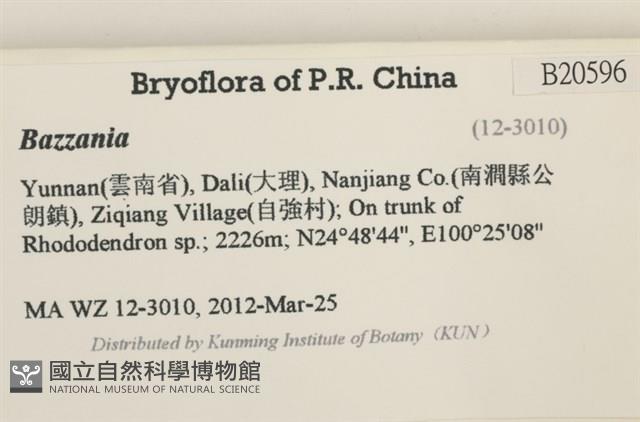 Bryoflora of P.R. China
B20596
Bazzania
(12-3010)
Yunnan(雲南省), Dali(大理), Nanjiang Co.(南澗縣公
朗鎮), Ziqiang Village(自強村); On trunk of
Rhododendron sp.; 2226m; N24°48'44", E100°25'08"
MA WZ 12-3010, 2012-Mar-25
Distributed by Kunming Institute of Botany (KUN)
國立自然科學博物館
NATIONAL MUSEUM OF NATURAL SCIENCE